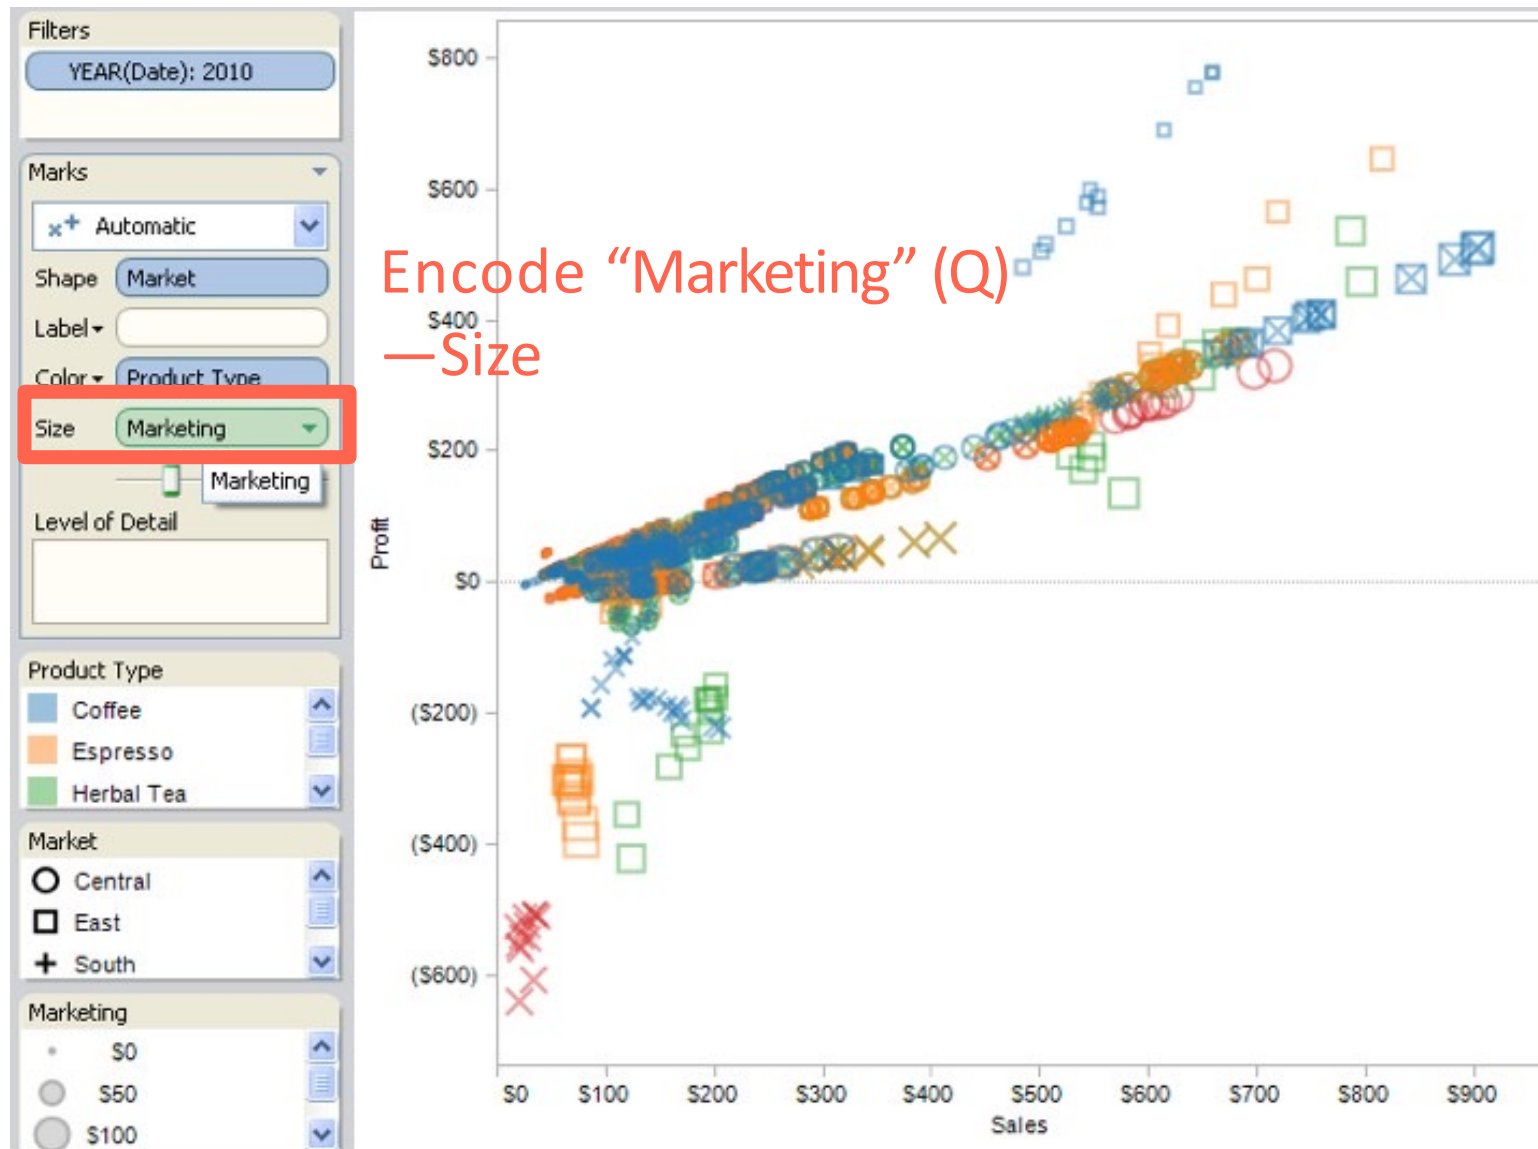 Filters
YEAR(Date): 2010
Marks
Automatic
Shape Market
Label
Color Product Type
Size Marketing
Marketing
Level of Detail
Product Type
Coffee
Espresso
Herbal Tea
Market
Central
East
South
Marketing
$0
$50
$100
Encode “Marketing” (Q)
—Size
Profit
$800
$600
$400
$200
$0
($200)
($400)
($600)
$0 $100 $200 $300 $400 $500 $600 $700 $800 $900
Sales